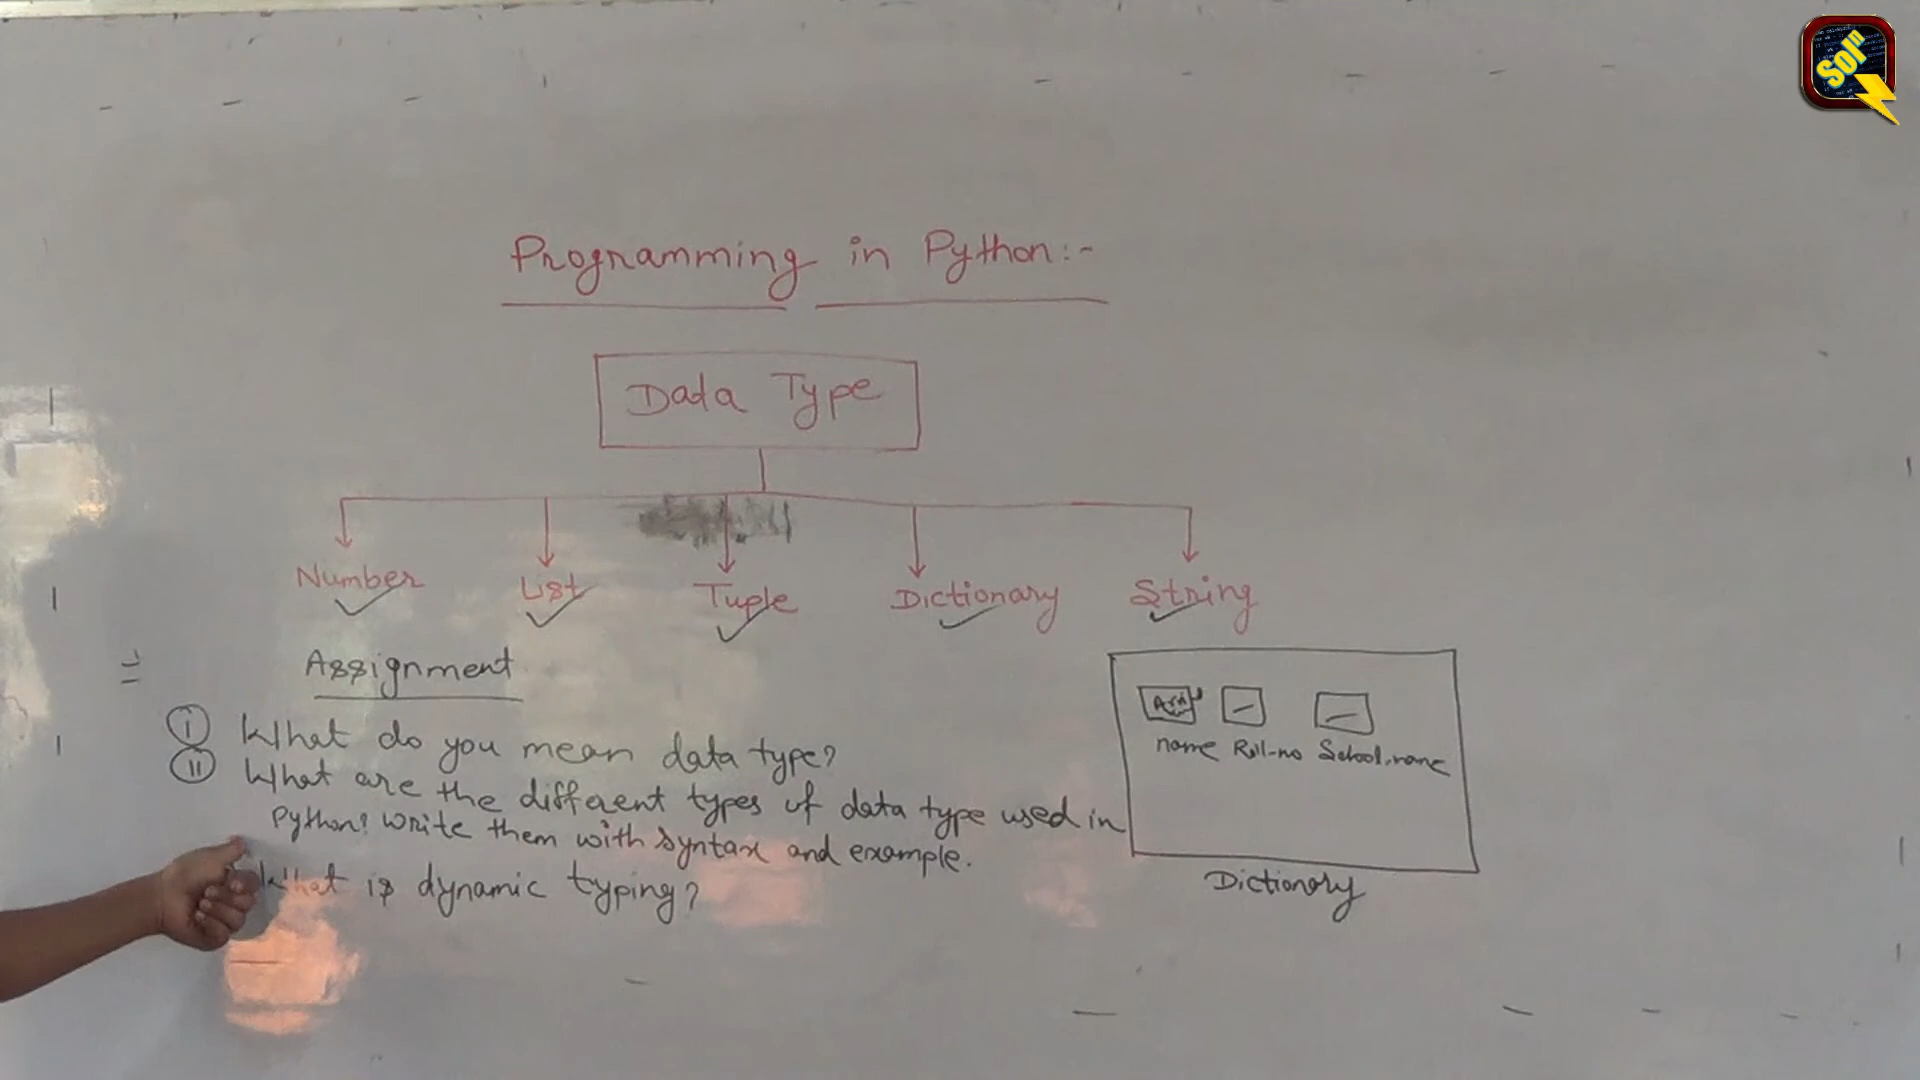 Soln
Programming in Python:-
Data Type
Number List Tuple Dictionary String
Assignment
(i) What do you mean data type?
(ii) What are the different types of data type used in
Python? Write them with syntax and example.
What is dynamic typing?
name Roll-no School.name
Dictionary